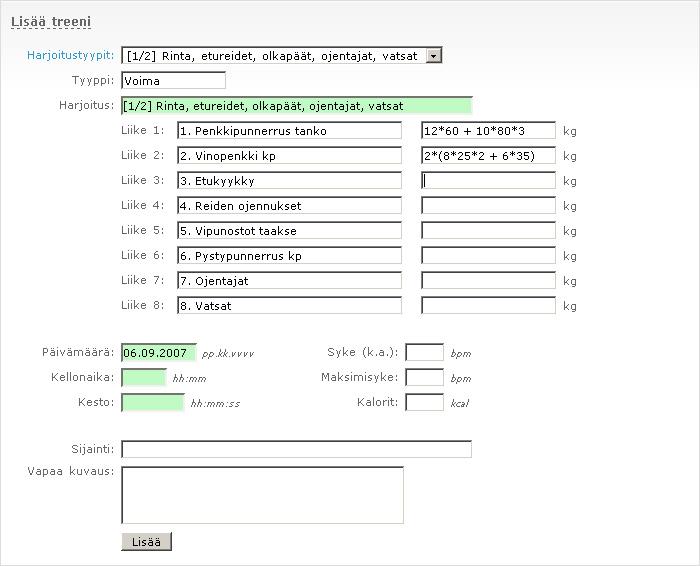 Lisää treeni
Harjoitustyypit: [1/2] Rinta, etureidet, olkapäät, ojentajat, vatsat
Tyyppi: Voima
Harjoitus: [1/2] Rinta, etureidet, olkapäät, ojentajat, vatsat
Liike 1: 1. Penkkipunnerrus tanko 12*60 + 10*80*3 kg
Liike 2: 2. Vinopenkki kp 2*(8*25*2 + 6*35) kg
Liike 3: 3. Etukyykky kg
Liike 4: 4. Reiden ojennukset kg
Liike 5: 5. Vipunostot taakse kg
Liike 6: 6. Pystypunnerrus kp kg
Liike 7: 7. Ojentajat kg
Liike 8: 8. Vatsat kg
Päivämäärä: 06.09.2007 pp.kk.vvvv Syke (k.a.): bpm
Kellonaika: hh:mm Maksimisyke: bpm
Kesto: hh:mm:ss Kalorit: kcal
Sijainti:
Vapaa kuvaus:
Lisää